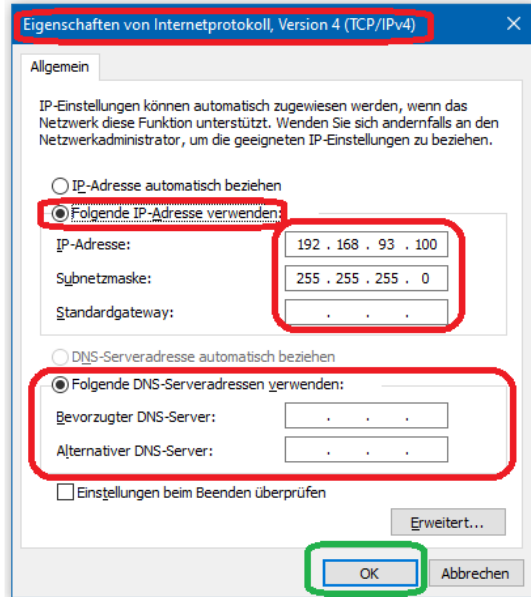 Eigenschaften von Internetprotokoll, Version 4 (TCP/IPv4)
Allgemein
IP-Einstellungen können automatisch zugewiesen werden, wenn das
Netzwerk diese Funktion unterstützt. Wenden Sie sich andernfalls an den
Netzwerkadministrator, um die geeigneten IP-Einstellungen zu beziehen.
IP-Adresse automatisch beziehen
Folgende IP-Adresse verwenden:
IP-Adresse: 192 . 168 . 93 . 100
Subnetzmaske: 255 . 255 . 255 . 0
Standardgateway: . . .
DNS-Serveradresse automatisch beziehen
Folgende DNS-Serveradressen verwenden:
Bevorzugter DNS-Server: . . .
Alternativer DNS-Server: . . .
Einstellungen beim Beenden überprüfen
Erweitert...
OK Abbrechen